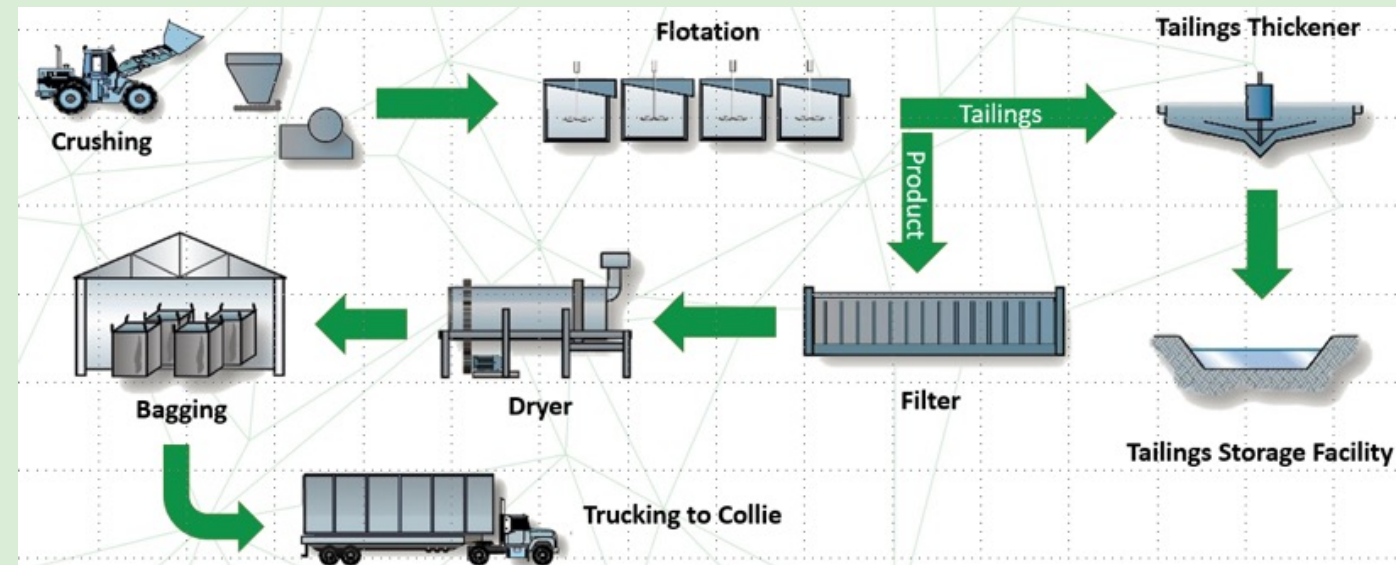 Flotation
Tailings Thickener
Crushing
Tailings
Product
Bagging
Dryer
Filter
Tailings Storage Facility
Trucking to Collie